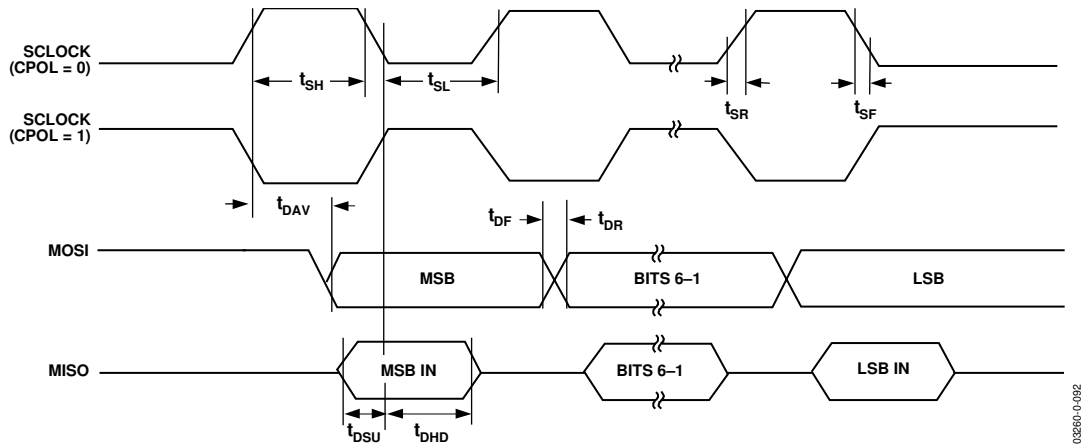 SCLOCK
(CPOL = 0)
tSH
tSL
tSR
tSF
SCLOCK
(CPOL = 1)
tDAV
tDF
tDR
MOSI
MSB
BITS 6–1
LSB
MISO
MSB IN
BITS 6–1
LSB IN
tDSU
tDHD
03260-0-092